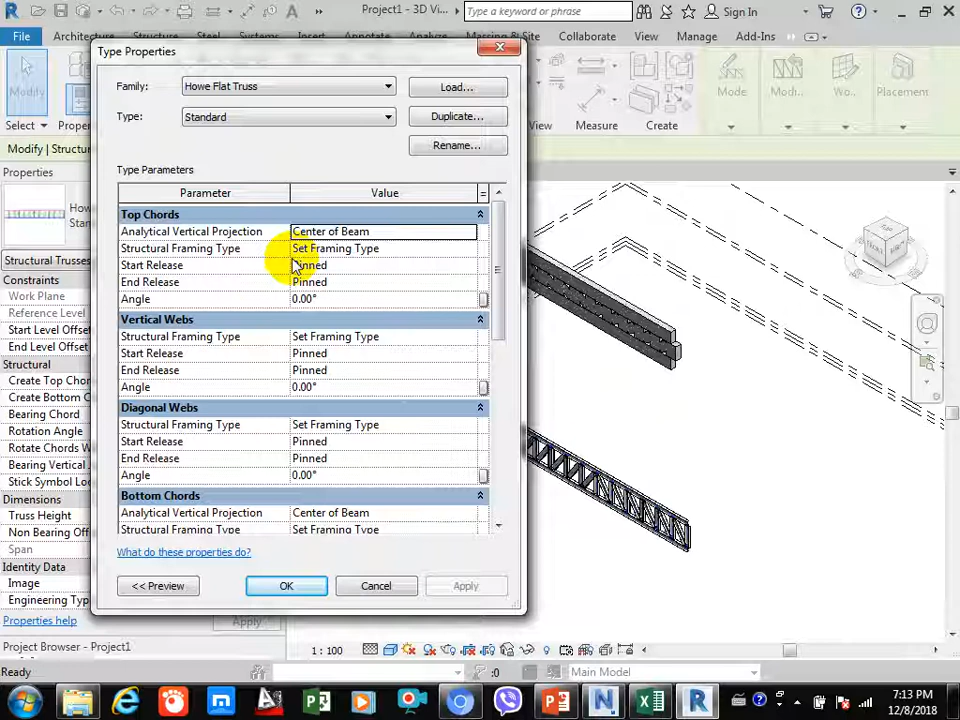 Project1 - 3D Vi...
Type a keyword or phrase
Sign In
File
Architecture
Structure
Steel
Systems
Insert
Annotate
Analyze
Massing & Site
Collaborate
View
Manage
Add-Ins
Modify
Select
Proper
View
Measure
Create
Mode
Modify
Wo...
Placement
Modify | Structur
Properties
How
Stan
Structural Trusses
Constraints
Work Plane
Reference Level
Start Level Offset
End Level Offset
Structural
Create Top Chor
Create Bottom C
Bearing Chord
Rotation Angle
Rotate Chords W
Bearing Vertical
Stick Symbol Lo
Dimensions
Truss Height
Non Bearing Off
Span
Identity Data
Image
Engineering Typ
Properties help
Apply
Project Browser - Project1
Type Properties
Family:
Howe Flat Truss
Load...
Type:
Standard
Duplicate...
Rename...
Type Parameters
Parameter Value =
Top Chords
Analytical Vertical Projection Center of Beam
Structural Framing Type Set Framing Type
Start Release Pinned
End Release Pinned
Angle 0.00°
Vertical Webs
Structural Framing Type Set Framing Type
Start Release Pinned
End Release Pinned
Angle 0.00°
Diagonal Webs
Structural Framing Type Set Framing Type
Start Release Pinned
End Release Pinned
Angle 0.00°
Bottom Chords
Analytical Vertical Projection Center of Beam
Structural Framing Type Set Framing Type
What do these properties do?
<< Preview
OK
Cancel
Apply
1 : 100
Ready
:0
Main Model
7:13 PM
12/8/2018